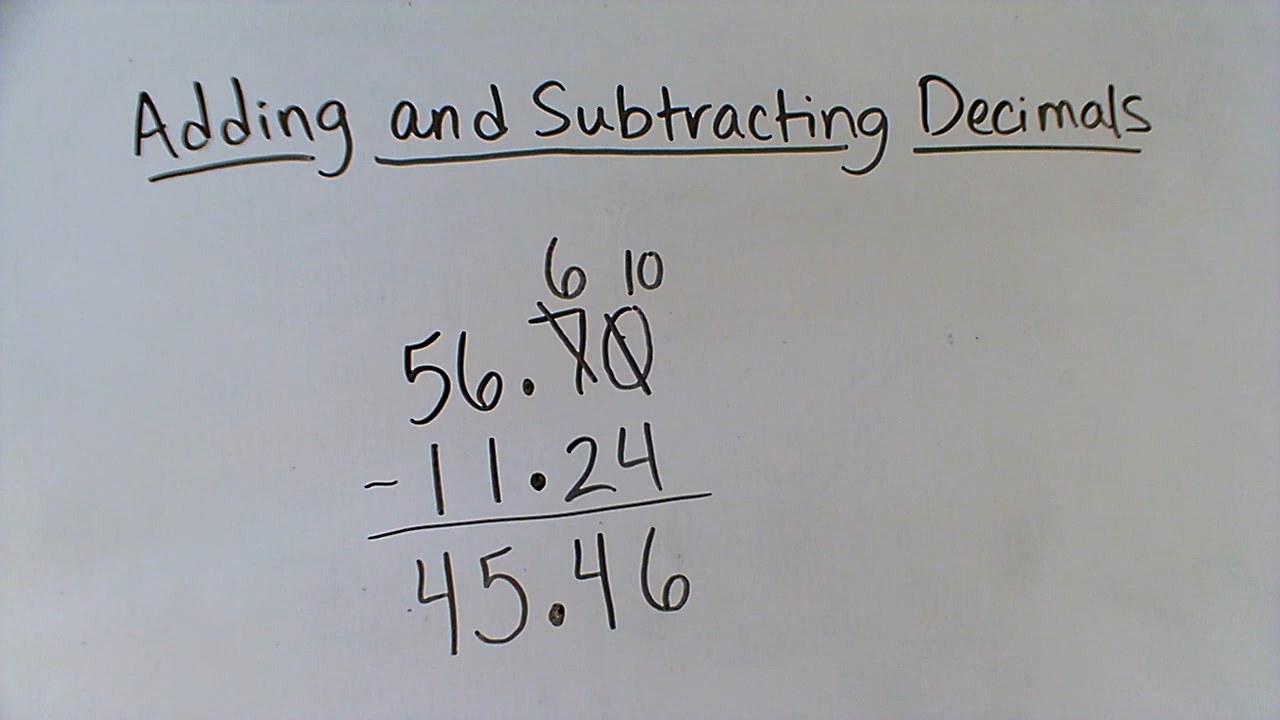 Adding and Subtracting Decimals
6 10
56.70
- 11.24
45.46